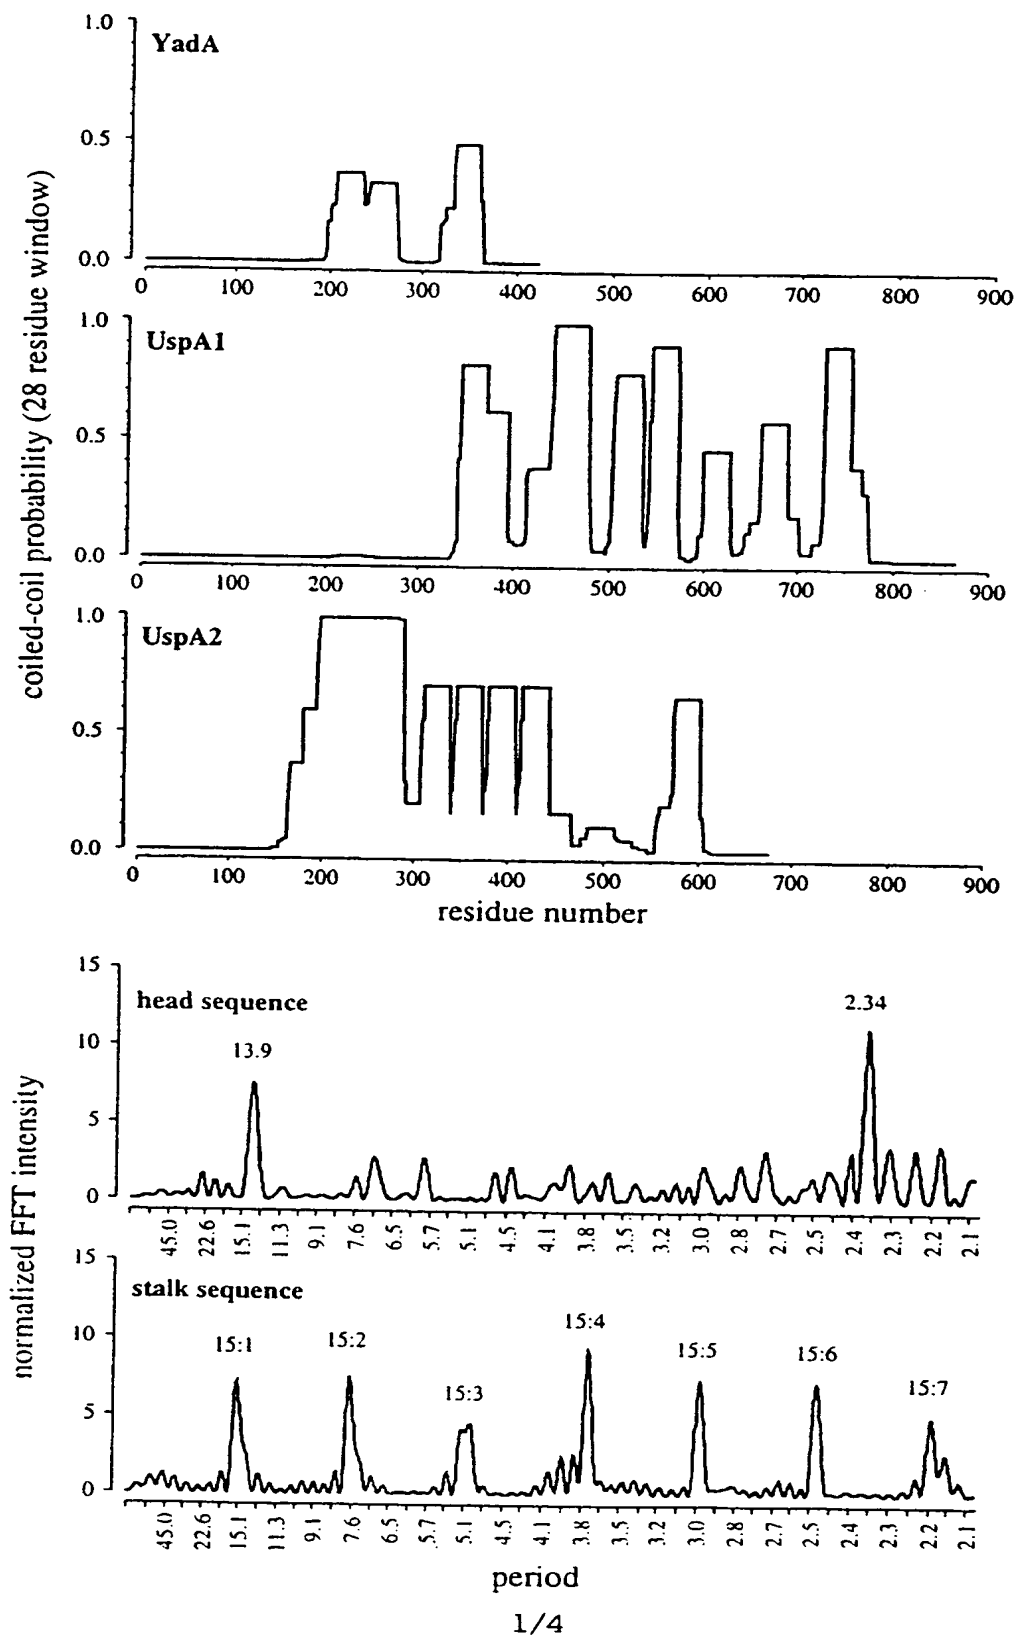 coiled-coil probability (28 residue window)
YadA
1.0
0.5
0.0
0 100 200 300 400 500 600 700 800 900
UspA1
1.0
0.5
0.0
0 100 200 300 400 500 600 700 800 900
UspA2
1.0
0.5
0.0
0 100 200 300 400 500 600 700 800 900
residue number
normalized FFT intensity
head sequence
15
10
5
0
13.9
2.34
45.0 22.6 15.1 11.3 9.1 7.6 6.5 5.7 5.1 4.5 4.1 3.8 3.5 3.2 3.0 2.8 2.7 2.5 2.4 2.3 2.2 2.1
stalk sequence
15
10
5
0
15:1 15:2 15:3 15:4 15:5 15:6 15:7
45.0 22.6 15.1 11.3 9.1 7.6 6.5 5.7 5.1 4.5 4.1 3.8 3.5 3.2 3.0 2.8 2.7 2.5 2.4 2.3 2.2 2.1
period
1/4